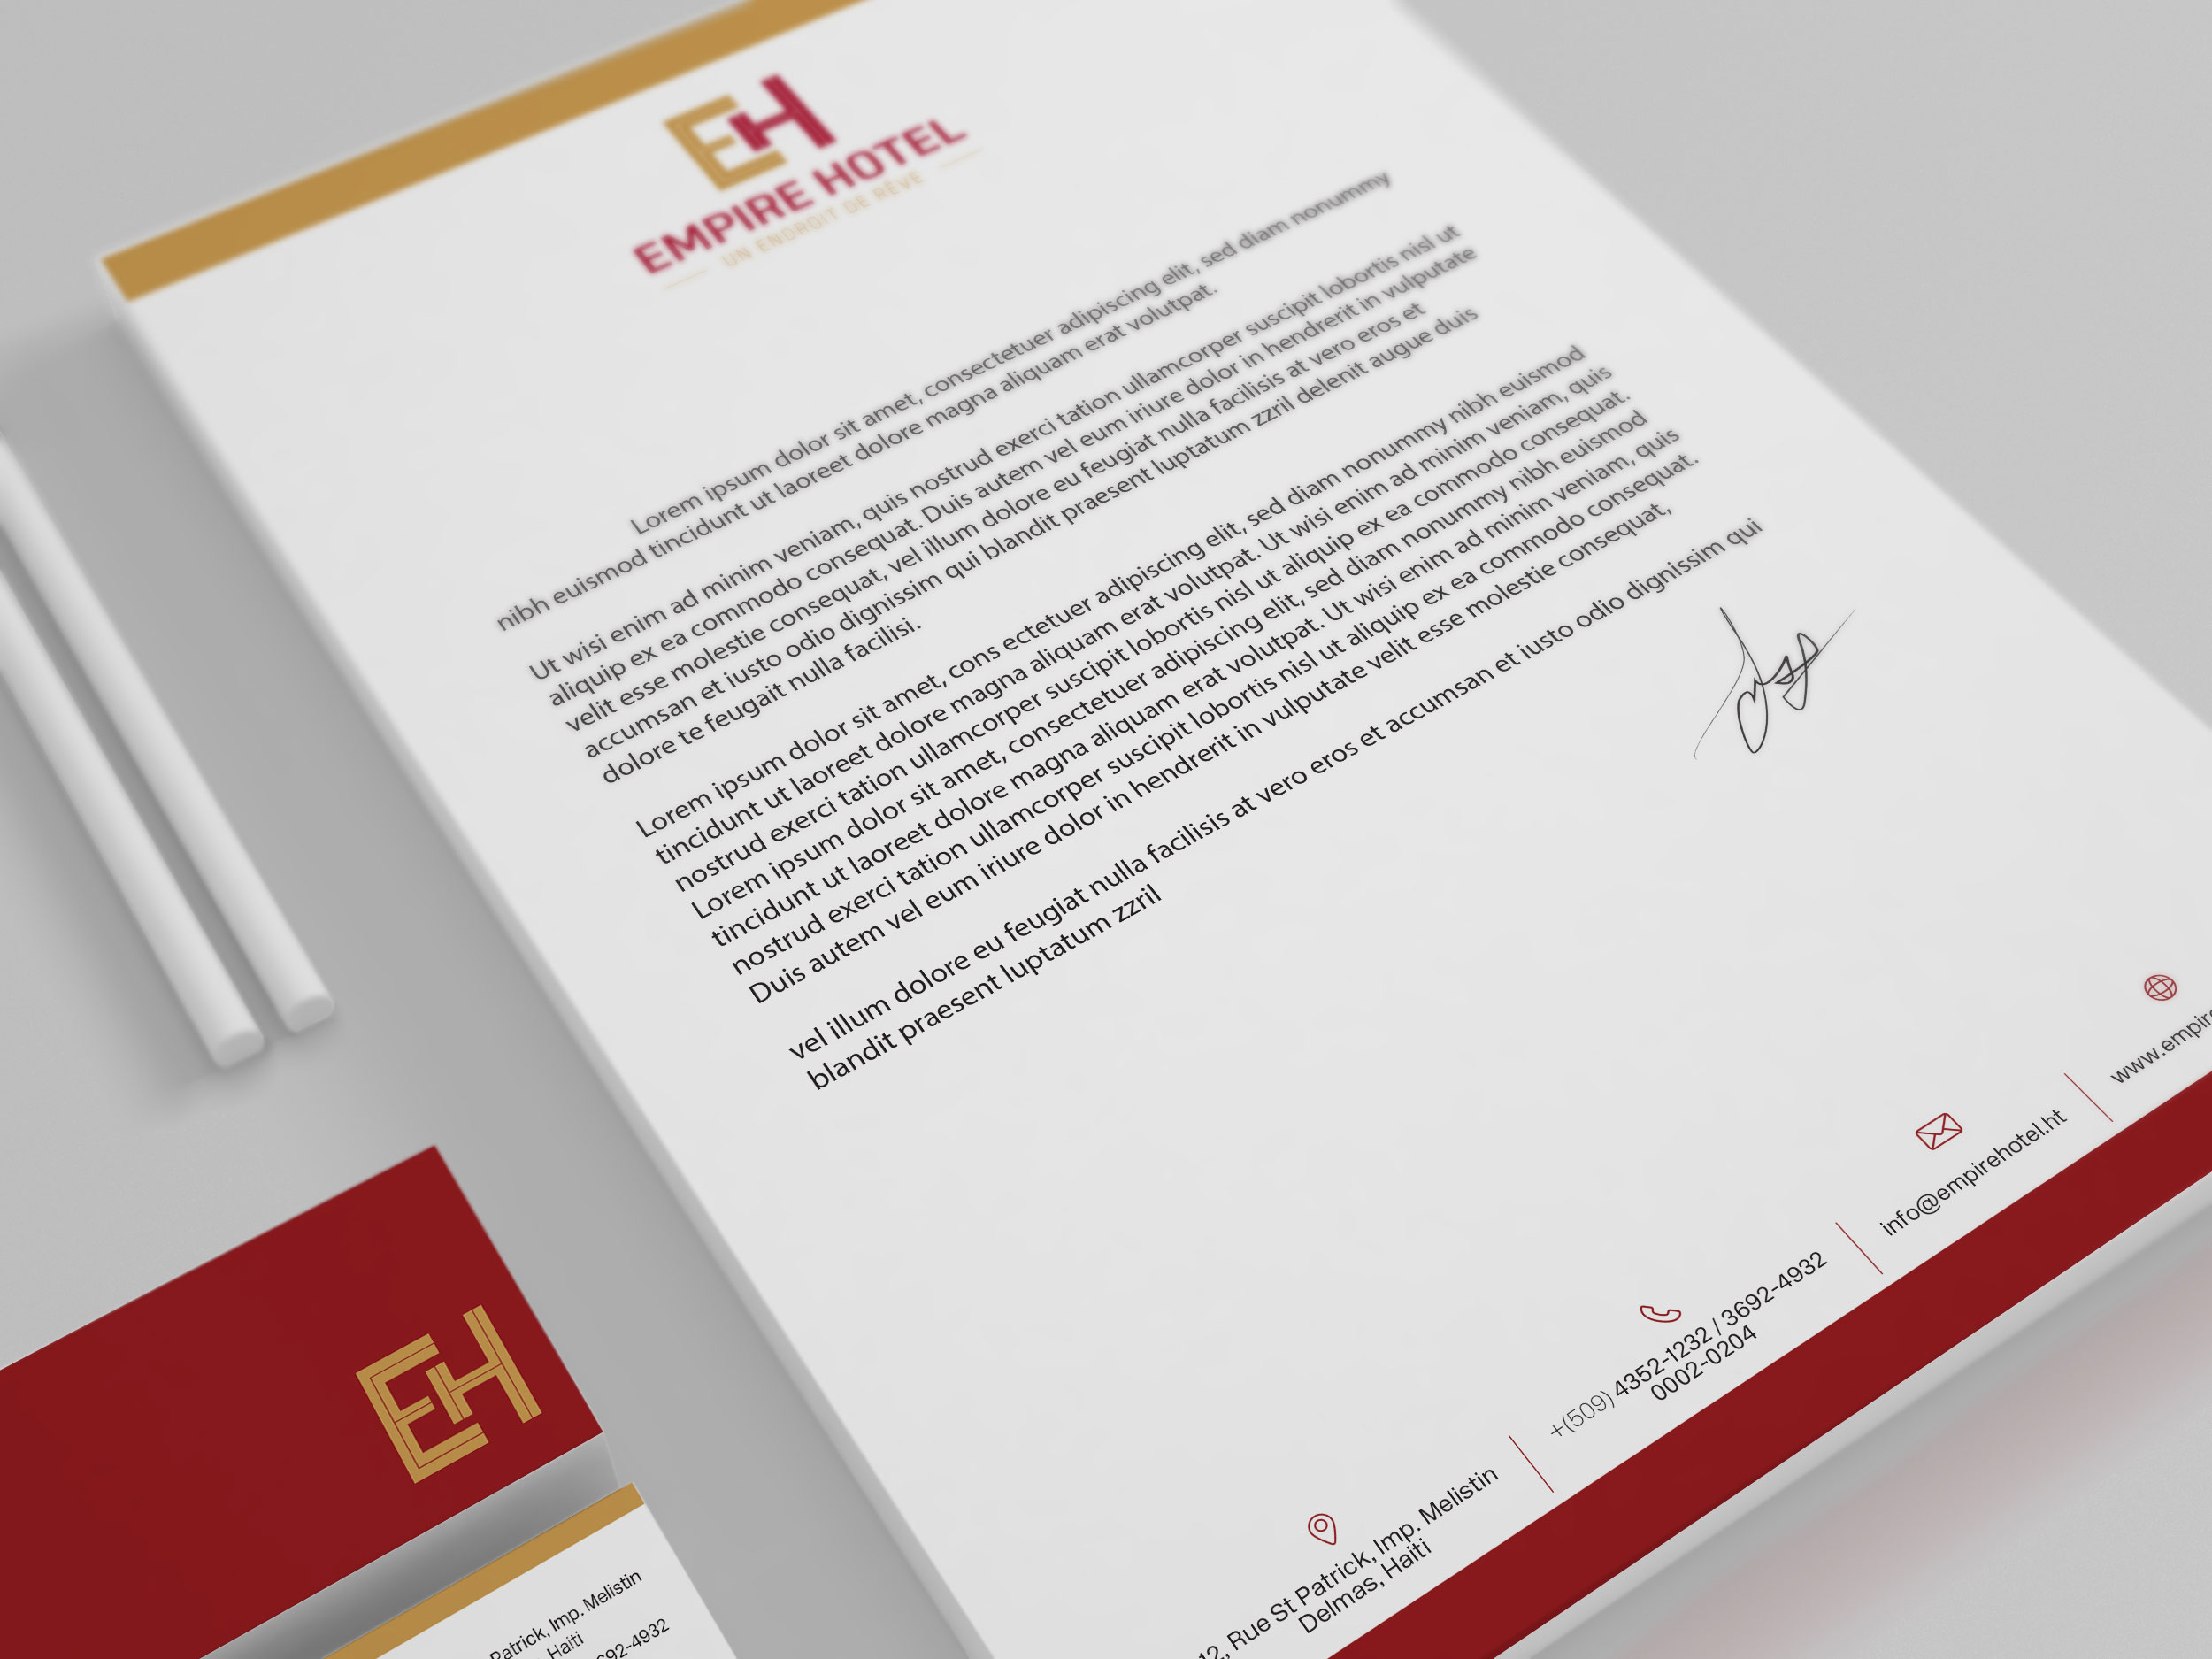 EH
EMPIRE HOTEL
UN ENDROIT DE RÊVE
Lorem ipsum dolor sit amet, consectetuer adipiscing elit, sed diam nonummy
nibh euismod tincidunt ut laoreet dolore magna aliquam erat volutpat.
Ut wisi enim ad minim veniam, quis nostrud exerci tation ullamcorper suscipit lobortis nisl ut
aliquip ex ea commodo consequat. Duis autem vel eum iriure dolor in hendrerit in vulputate
velit esse molestie consequat, vel illum dolore eu feugiat nulla facilisis at vero eros et
accumsan et iusto odio dignissim qui blandit praesent luptatum zzril delenit augue duis
dolore te feugait nulla facilisi.
Lorem ipsum dolor sit amet, cons ectetuer adipiscing elit, sed diam nonummy nibh euismod
tincidunt ut laoreet dolore magna aliquam erat volutpat. Ut wisi enim ad minim veniam, quis
nostrud exerci tation ullamcorper suscipit lobortis nisl ut aliquip ex ea commodo consequat.
Lorem ipsum dolor sit amet, consectetuer adipiscing elit, sed diam nonummy nibh euismod
tincidunt ut laoreet dolore magna aliquam erat volutpat. Ut wisi enim ad minim veniam, quis
nostrud exerci tation ullamcorper suscipit lobortis nisl ut aliquip ex ea commodo consequat.
Duis autem vel eum iriure dolor in hendrerit in vulputate velit esse molestie consequat,
vel illum dolore eu feugiat nulla facilisis at vero eros et accumsan et iusto odio dignissim qui
blandit praesent luptatum zzril
12, Rue St Patrick, Imp. Melistin
Delmas, Haïti
+(509) 4352-1232 / 3692-4932
0002-0204
info@empirehotel.ht
www.empire
EH
Patrick, Imp. Melistin
Haïti
692-4932